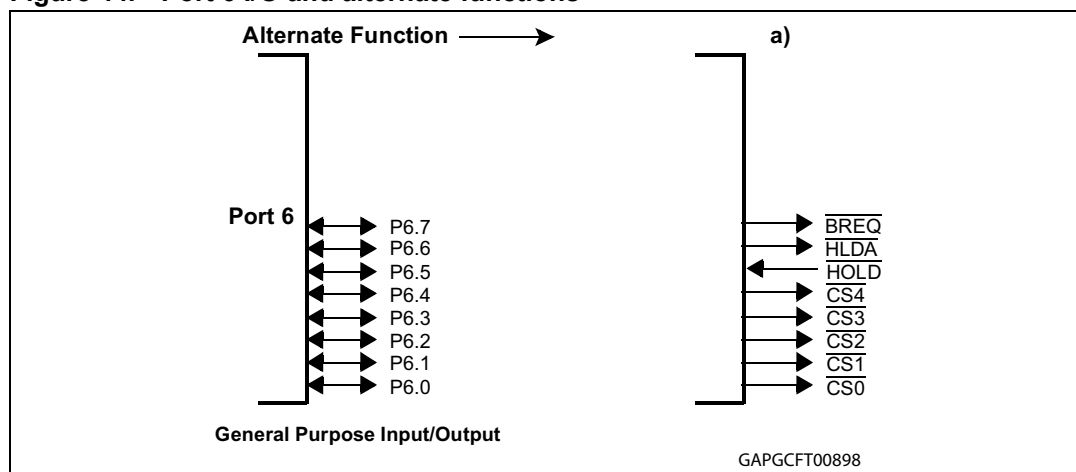 Alternate Function
a)
Port 6
P6.7
P6.6
P6.5
P6.4
P6.3
P6.2
P6.1
P6.0
BREQ
HLDA
HOLD
CS4
CS3
CS2
CS1
CS0
General Purpose Input/Output
GAPGCFT00898